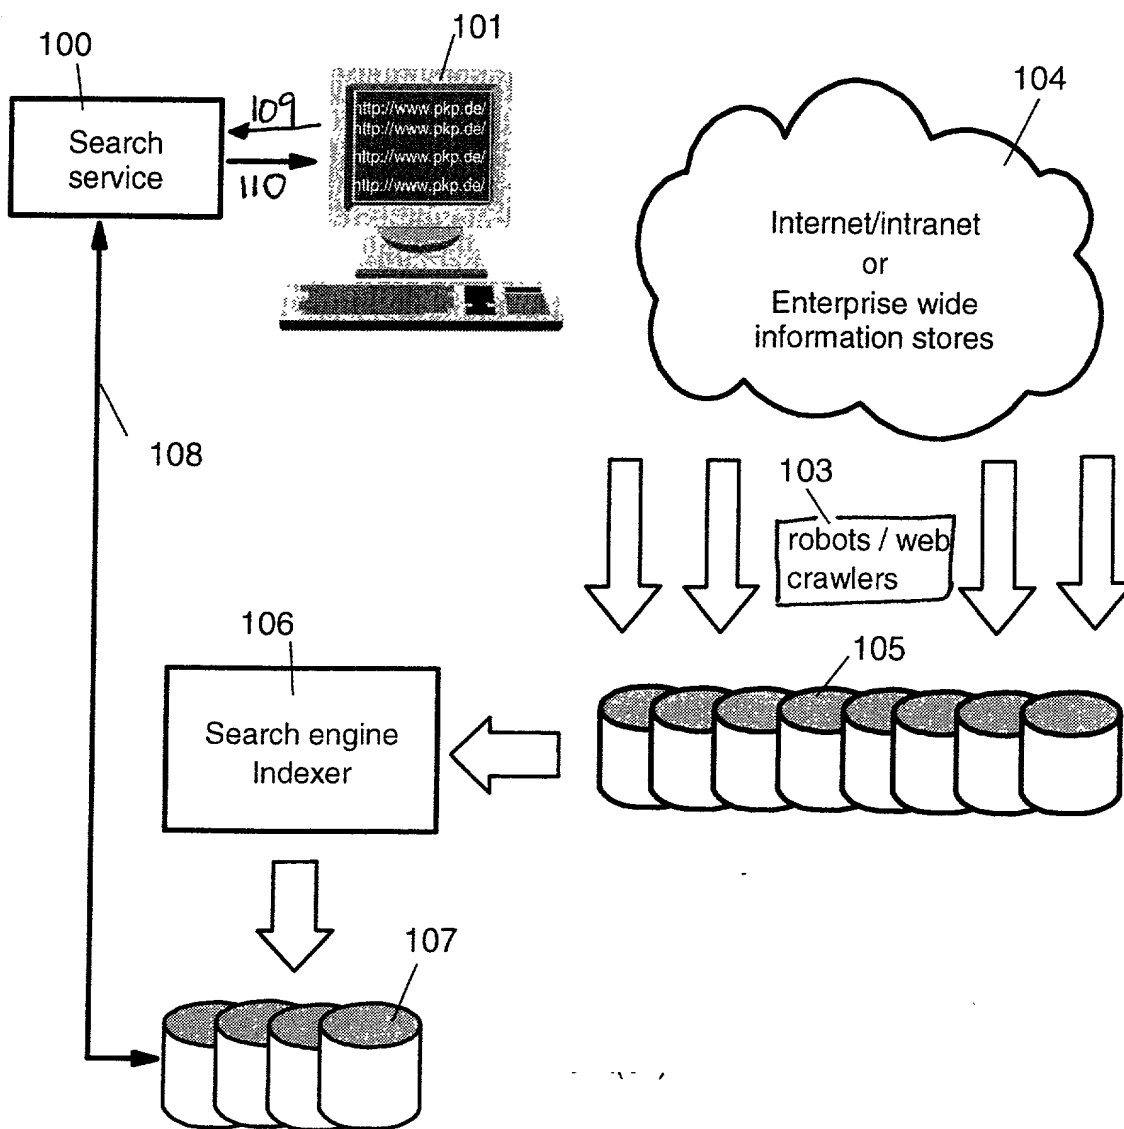 100
101
104
109
110
Search
service
http://www.pkp.de/
http://www.pkp.de/
http://www.pkp.de/
http://www.pkp.de/
Internet/intranet
or
Enterprise wide
information stores
108
103
robots / web
crawlers
106
105
Search engine
Indexer
107